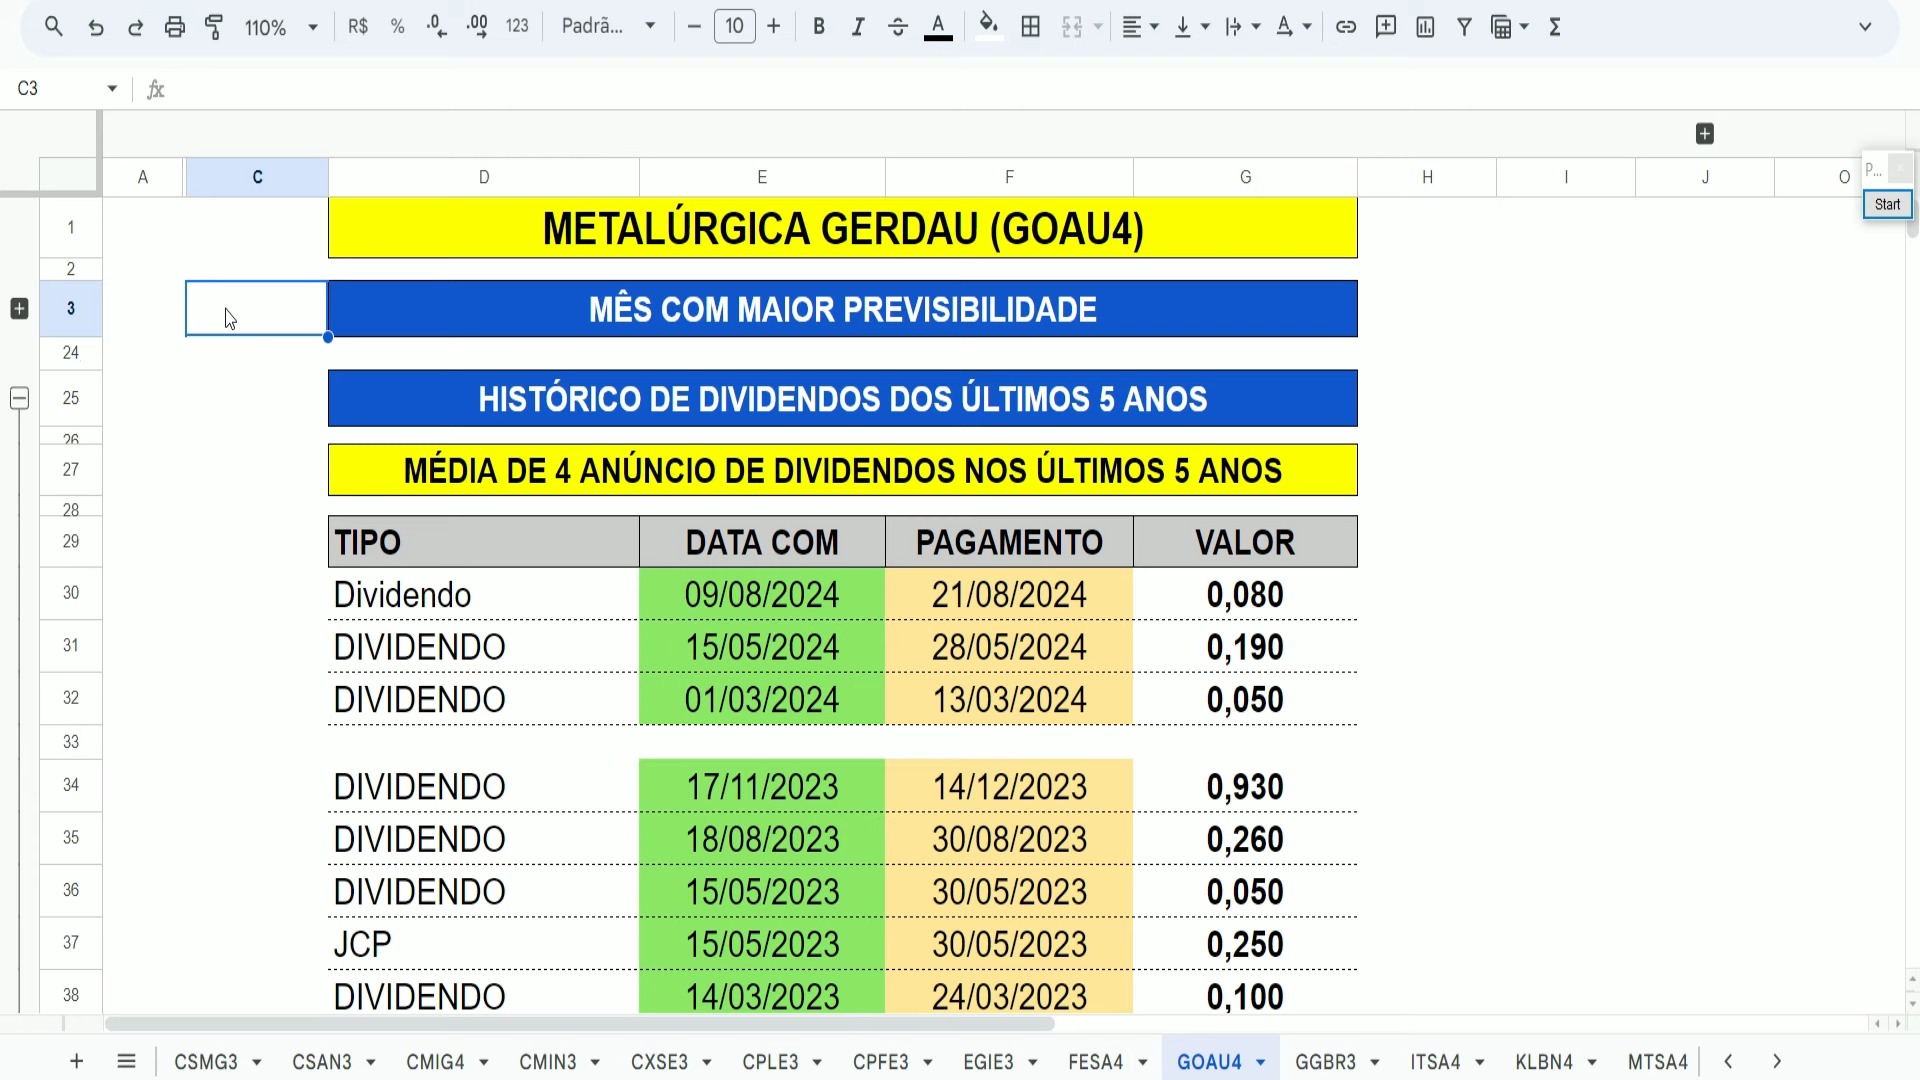 110% R$ % .0 .00 123 Padrã... 10 B I A
C3 fx
P...
Start
A C D E F G H I J O
1 METALÚRGICA GERDAU (GOAU4)
2
3 MÊS COM MAIOR PREVISIBILIDADE
24
25 HISTÓRICO DE DIVIDENDOS DOS ÚLTIMOS 5 ANOS
26
27 MÉDIA DE 4 ANÚNCIO DE DIVIDENDOS NOS ÚLTIMOS 5 ANOS
28
29 TIPO DATA COM PAGAMENTO VALOR
30 Dividendo 09/08/2024 21/08/2024 0,080
31 DIVIDENDO 15/05/2024 28/05/2024 0,190
32 DIVIDENDO 01/03/2024 13/03/2024 0,050
33
34 DIVIDENDO 17/11/2023 14/12/2023 0,930
35 DIVIDENDO 18/08/2023 30/08/2023 0,260
36 DIVIDENDO 15/05/2023 30/05/2023 0,050
37 JCP 15/05/2023 30/05/2023 0,250
38 DIVIDENDO 14/03/2023 24/03/2023 0,100
CSMG3 CSAN3 CMIG4 CMIN3 CXSE3 CPLE3 CPFE3 EGIE3 FESA4 GOAU4 GGBR3 ITSA4 KLBN4 MTSA4